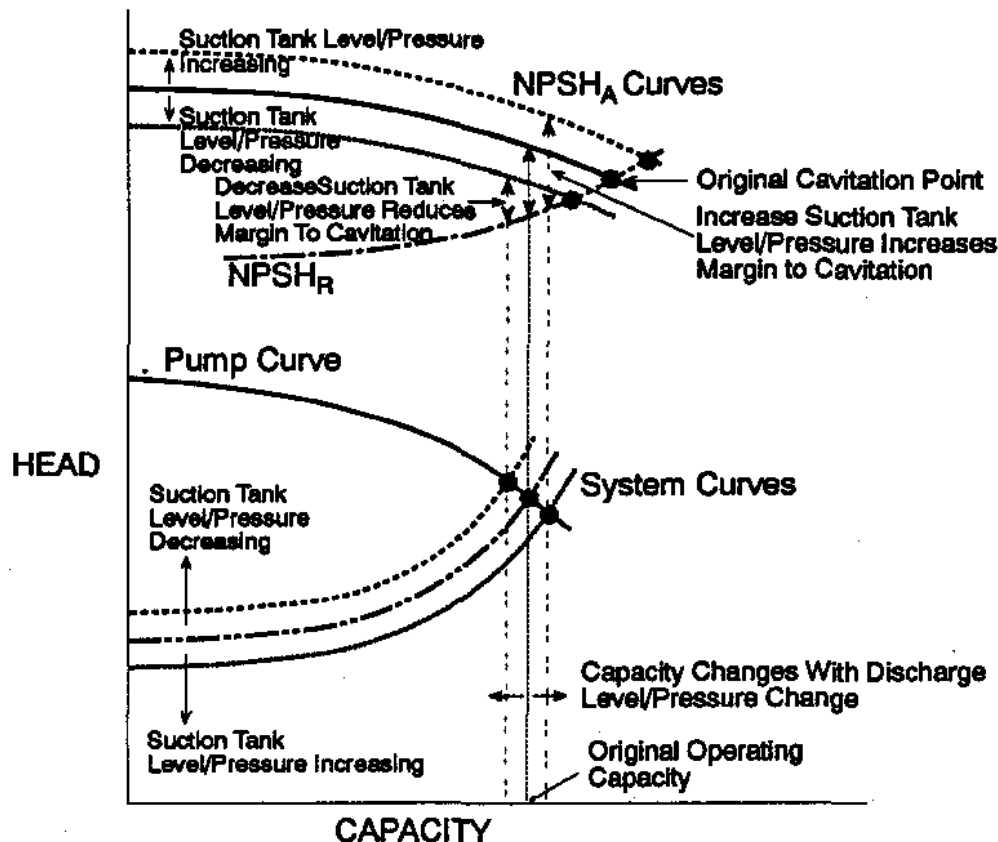 Suction Tank Level/Pressure
Increasing
NPSHA Curves
Suction Tank
Level/Pressure
Decreasing
DecreaseSuction Tank
Level/Pressure Reduces
Margin To Cavitation
Original Cavitation Point
Increase Suction Tank
Level/Pressure Increases
Margin to Cavitation
NPSHR
Pump Curve
HEAD
System Curves
Suction Tank
Level/Pressure
Decreasing
Capacity Changes With Discharge
Level/Pressure Change
Suction Tank
Level/Pressure Increasing
Original Operating
Capacity
CAPACITY